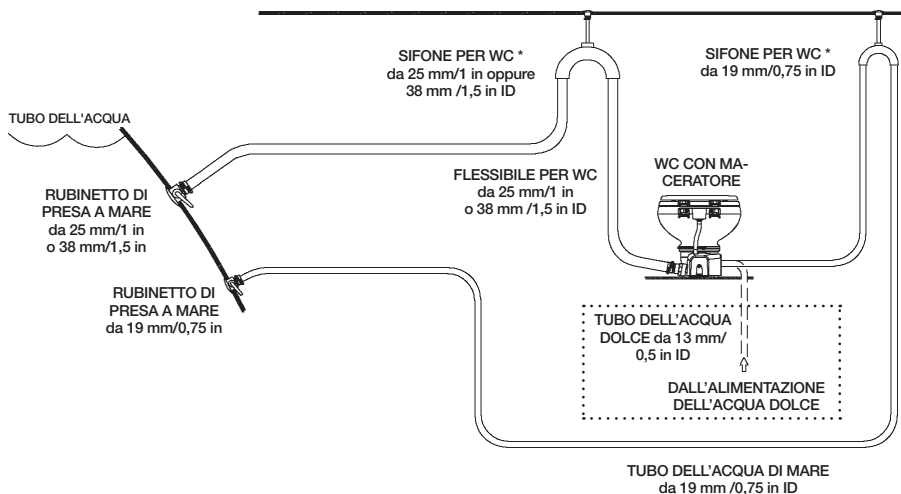 SIFONE PER WC *
da 25 mm/1 in oppure
38 mm /1,5 in ID
SIFONE PER WC *
da 19 mm/0,75 in ID
TUBO DELL'ACQUA
FLESSIBILE PER WC
da 25 mm/1 in
o 38 mm /1,5 in ID
WC CON MA-
CERATORE
RUBINETTO DI
PRESA A MARE
da 25 mm/1 in
o 38 mm/1,5 in
RUBINETTO DI
PRESA A MARE
da 19 mm/0,75 in
TUBO DELL'ACQUA
DOLCE da 13 mm/
0,5 in ID
DALL'ALIMENTAZIONE
DELL'ACQUA DOLCE
TUBO DELL'ACQUA DI MARE
da 19 mm /0,75 in ID